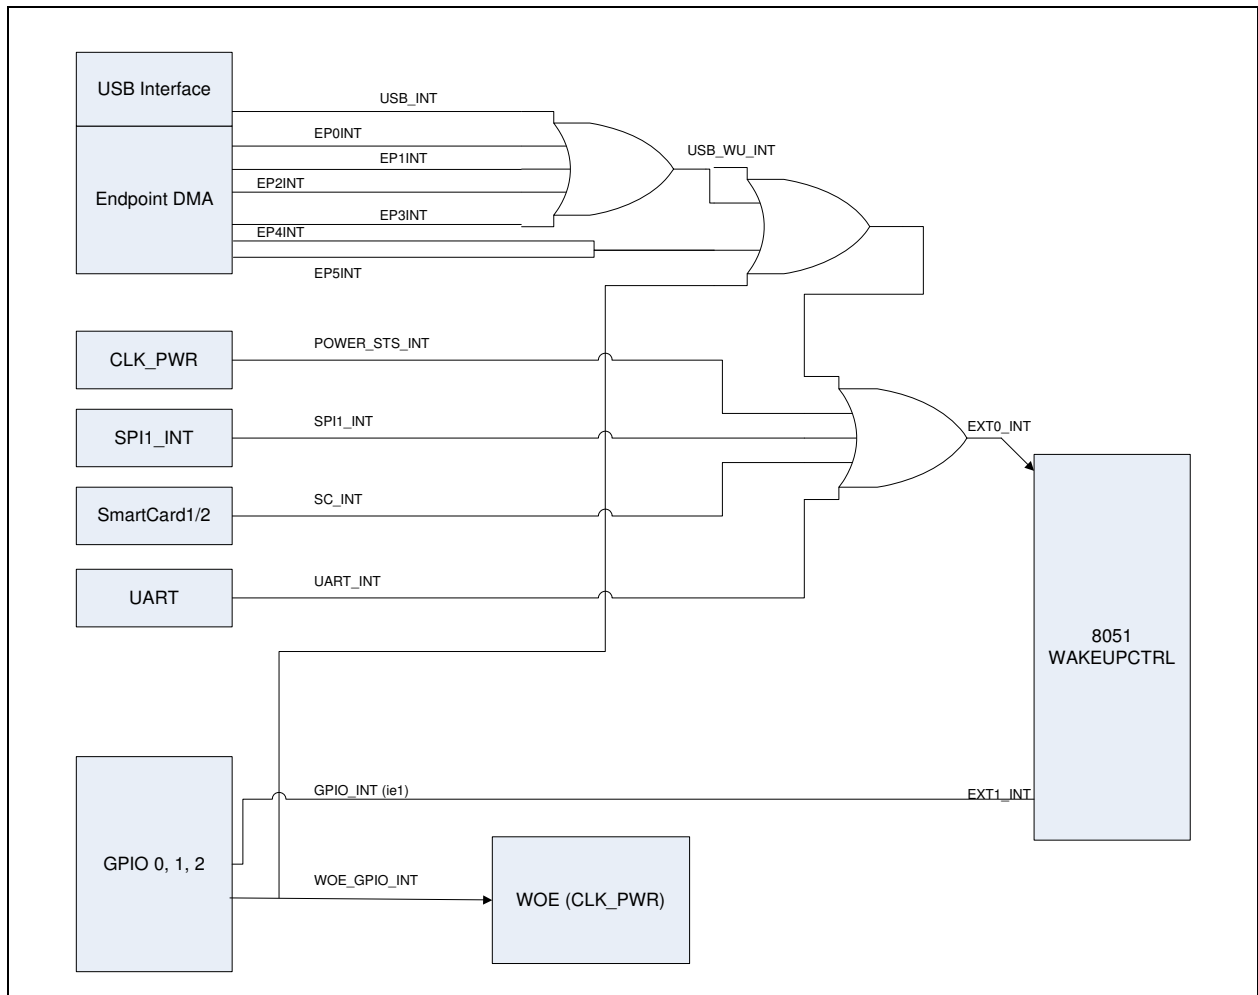 USB Interface
USB_INT
EP0INT
EP1INT
Endpoint DMA
EP2INT
EP3INT
EP4INT
EP5INT
USB_WU_INT
CLK_PWR
POWER_STS_INT
SPI1_INT
SPI1_INT
EXT0_INT
SmartCard1/2
SC_INT
UART
UART_INT
8051
WAKEUPCTRL
GPIO 0, 1, 2
GPIO_INT (ie1)
EXT1_INT
WOE_GPIO_INT
WOE (CLK_PWR)